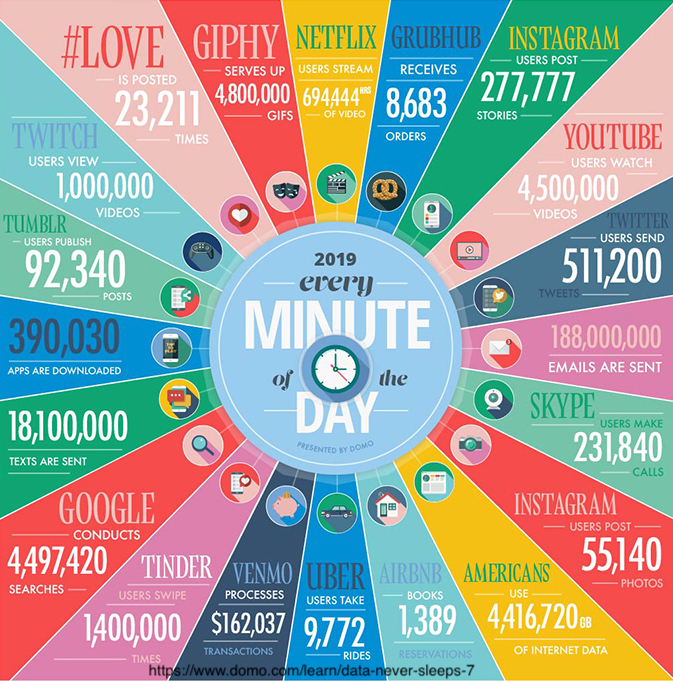 #LOVE
IS POSTED
23,211
TIMES
GIPHY
SERVES UP
4,800,000
GIFS
NETFLIX
USERS STREAM
694,444 HRS
OF VIDEO
GRUBHUB
RECEIVES
8,683
ORDERS
INSTAGRAM
USERS POST
277,777
STORIES
YOUTUBE
USERS WATCH
4,500,000
VIDEOS
TWITTER
USERS SEND
511,200
TWEETS
188,000,000
EMAILS ARE SENT
SKYPE
USERS MAKE
231,840
CALLS
INSTAGRAM
USERS POST
55,140
PHOTOS
AMERICANS
USE
4,416,720 GB
OF INTERNET DATA
AIRBNB
BOOKS
1,389
RESERVATIONS
UBER
USERS TAKE
9,772
RIDES
VENMO
PROCESSES
$162,037
TRANSACTIONS
TINDER
USERS SWIPE
1,400,000
TIMES
GOOGLE
CONDUCTS
4,497,420
SEARCHES
18,100,000
TEXTS ARE SENT
390,030
APPS ARE DOWNLOADED
TUMBLR
USERS PUBLISH
92,340
POSTS
TWITCH
USERS VIEW
1,000,000
VIDEOS
2019
every
MINUTE
of the
DAY
PRESENTED BY DOMO
https://www.domo.com/learn/data-never-sleeps-7